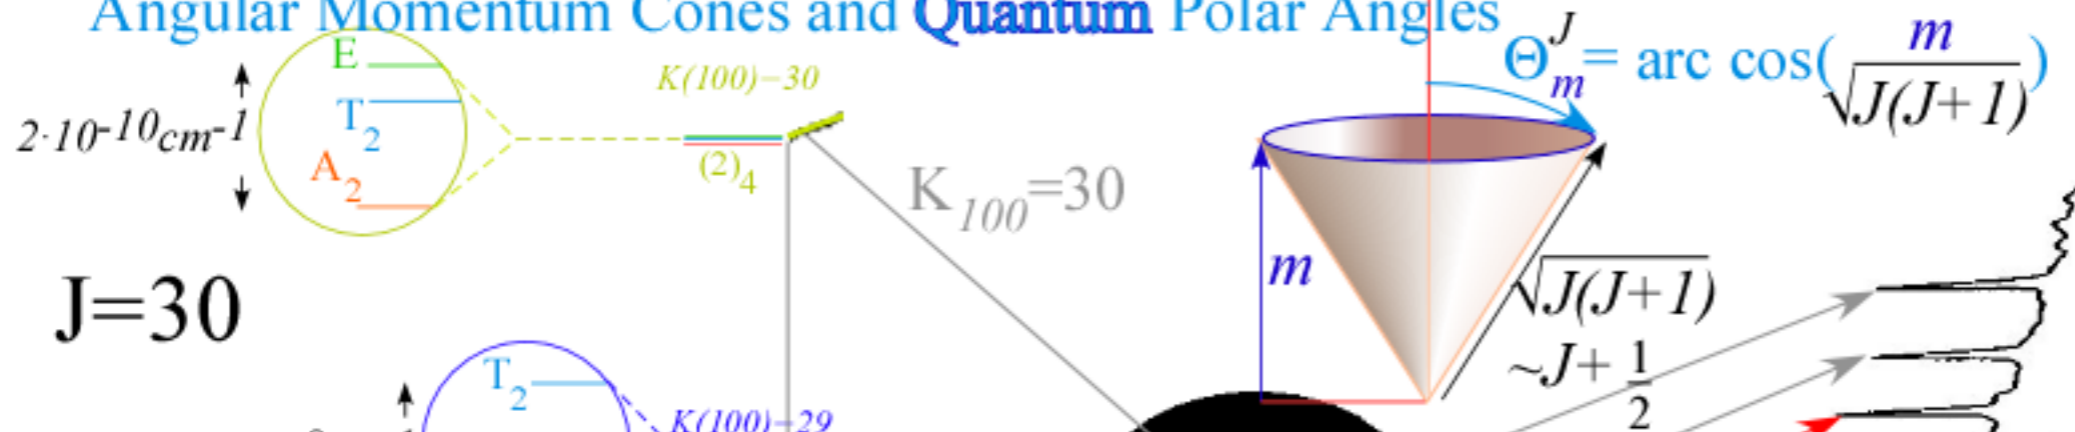 Angular Momentum Cones and Quantum Polar Angles
Θ^J_m = arc cos( m / √J(J+1) )
E
T₂
A₂
2·10-10cm-1
K(100)=30
(2)₄
K₁₀₀=30
m
√J(J+1)
~J+ 1/2
J=30
T₂
K(100)=29